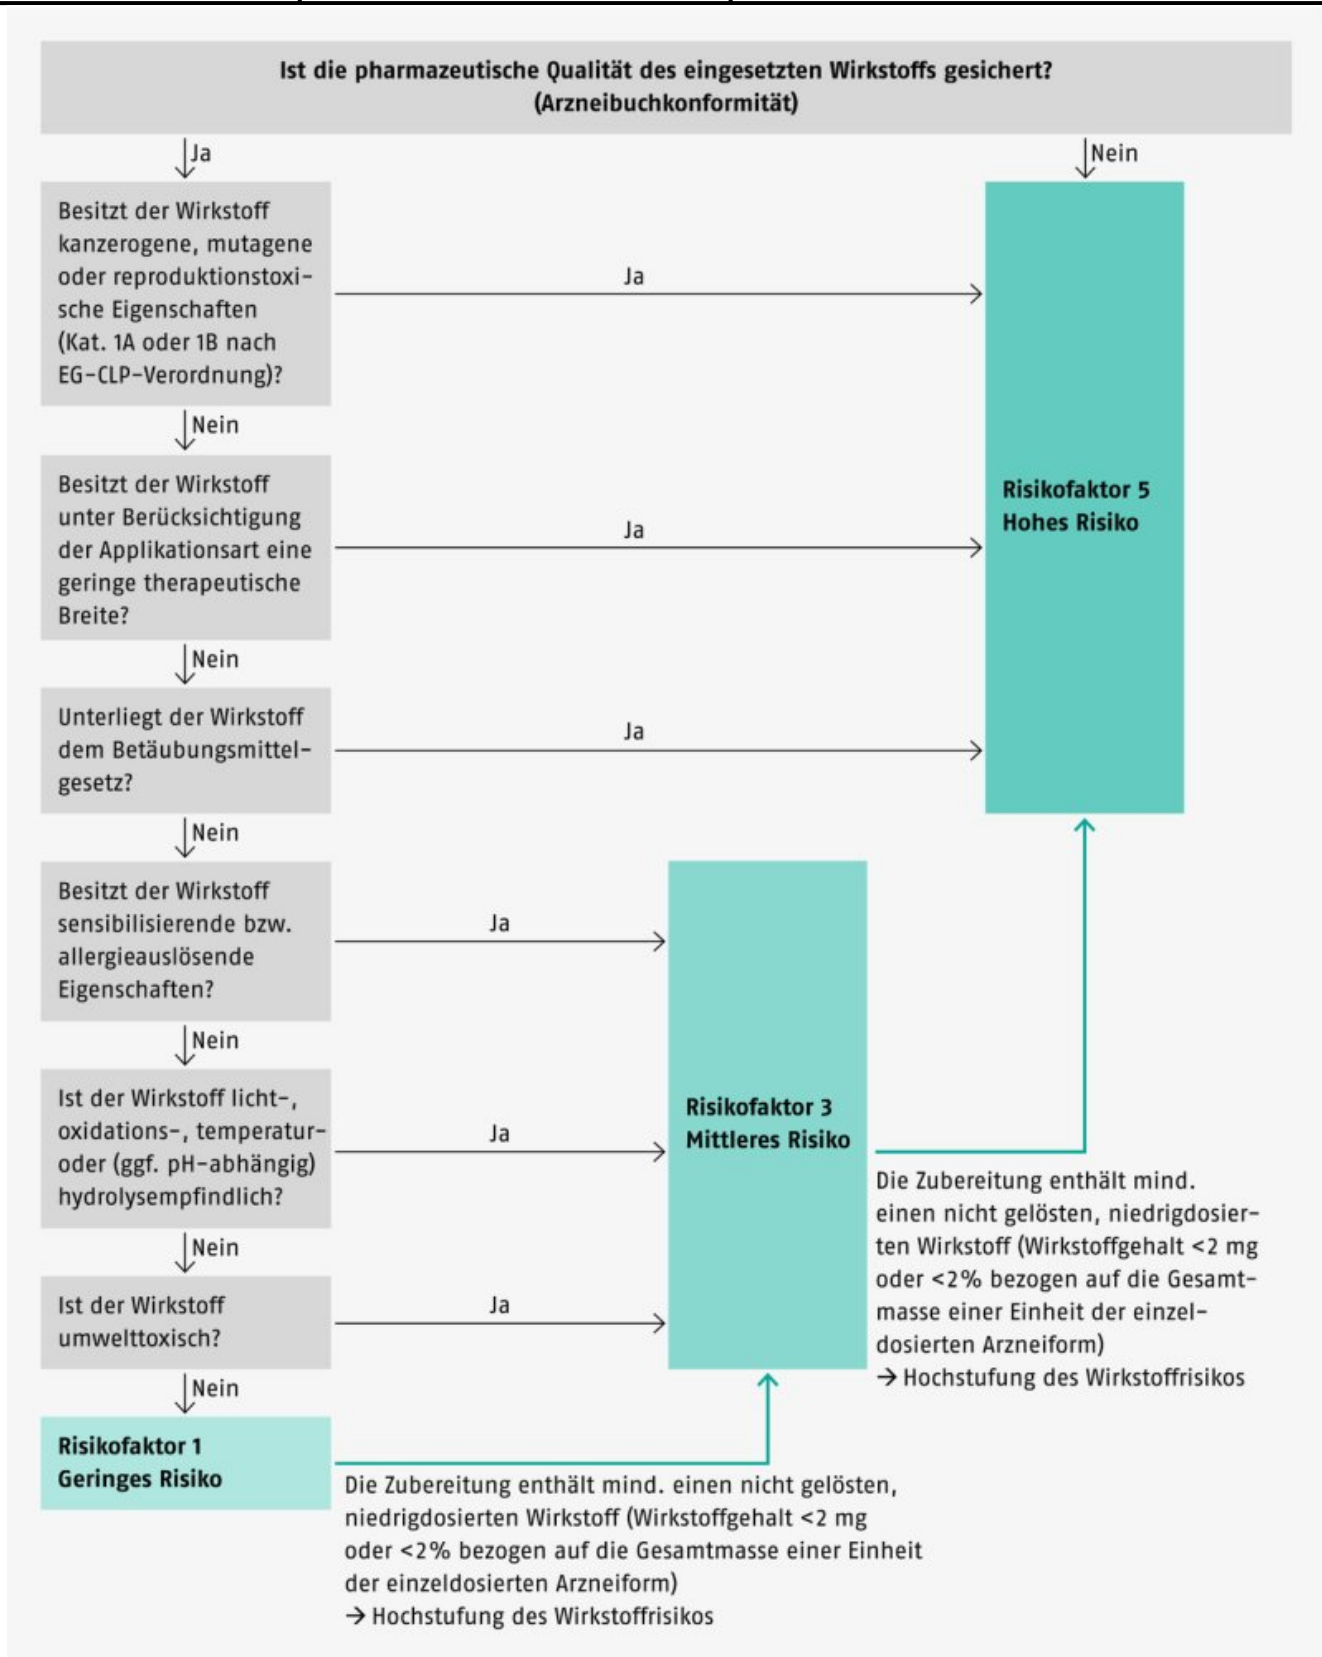 Ist die pharmazeutische Qualität des eingesetzten Wirkstoffs gesichert?
(Arzneibuchkonformität)
Ja
Nein
Besitzt der Wirkstoff
kanzerogene, mutagene
oder reproduktionstoxi-
sche Eigenschaften
(Kat. 1A oder 1B nach
EG-CLP-Verordnung)?
Ja
Nein
Besitzt der Wirkstoff
unter Berücksichtigung
der Applikationsart eine
geringe therapeutische
Breite?
Ja
Risikofaktor 5
Hohes Risiko
Nein
Unterliegt der Wirkstoff
dem Betäubungsmittel-
gesetz?
Ja
Nein
Besitzt der Wirkstoff
sensibilisierende bzw.
allergieauslösende
Eigenschaften?
Ja
Nein
Ist der Wirkstoff licht-,
oxidations-, temperatur-
oder (ggf. pH-abhängig)
hydrolysempfindlich?
Ja
Risikofaktor 3
Mittleres Risiko
Die Zubereitung enthält mind.
einen nicht gelösten, niedrigdosier-
ten Wirkstoff (Wirkstoffgehalt <2 mg
oder <2% bezogen auf die Gesamt-
masse einer Einheit der einzel-
dosierten Arzneiform)
→ Hochstufung des Wirkstoffrisikos
Nein
Ist der Wirkstoff
umwelttoxisch?
Ja
Nein
Risikofaktor 1
Geringes Risiko
Die Zubereitung enthält mind. einen nicht gelösten,
niedrigdosierten Wirkstoff (Wirkstoffgehalt <2 mg
oder <2% bezogen auf die Gesamtmasse einer Einheit
der einzeldosierten Arzneiform)
→ Hochstufung des Wirkstoffrisikos